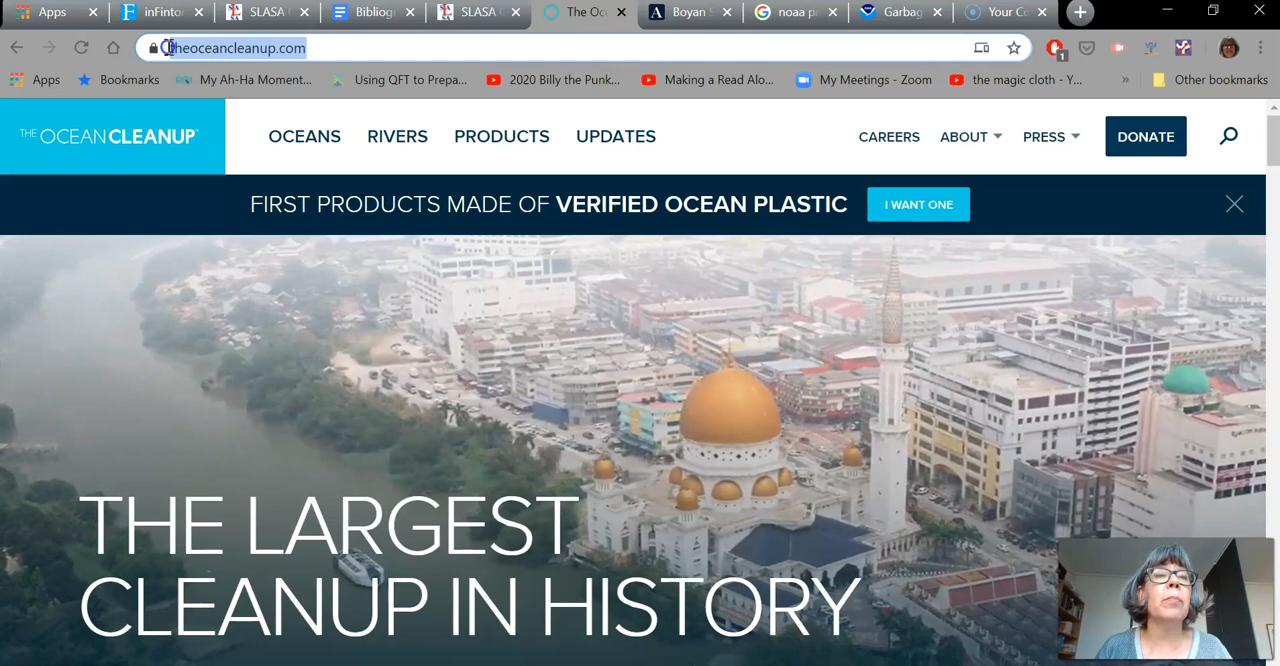 Apps
inFinto
SLASA
Bibliog
SLASA
The Oc
Boyan S
noaa p
Garbag
Your Co
theoceancleanup.com
1
Apps
Bookmarks
My Ah-Ha Moment...
Using QFT to Prepa...
2020 Billy the Punk...
Making a Read Alo...
My Meetings - Zoom
the magic cloth - Y...
»
Other bookmarks
THE OCEANCLEANUP
OCEANS
RIVERS
PRODUCTS
UPDATES
CAREERS
ABOUT
PRESS
DONATE
FIRST PRODUCTS MADE OF VERIFIED OCEAN PLASTIC
I WANT ONE
THE LARGEST
CLEANUP IN HISTORY